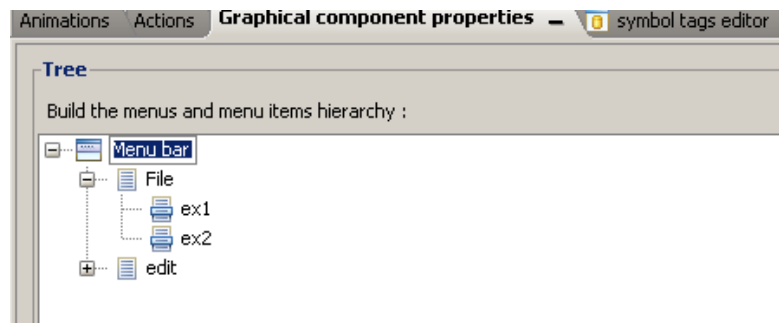 Animations Actions Graphical component properties symbol tags editor
Tree
Build the menus and menu items hierarchy :
Menu bar
File
ex1
ex2
edit